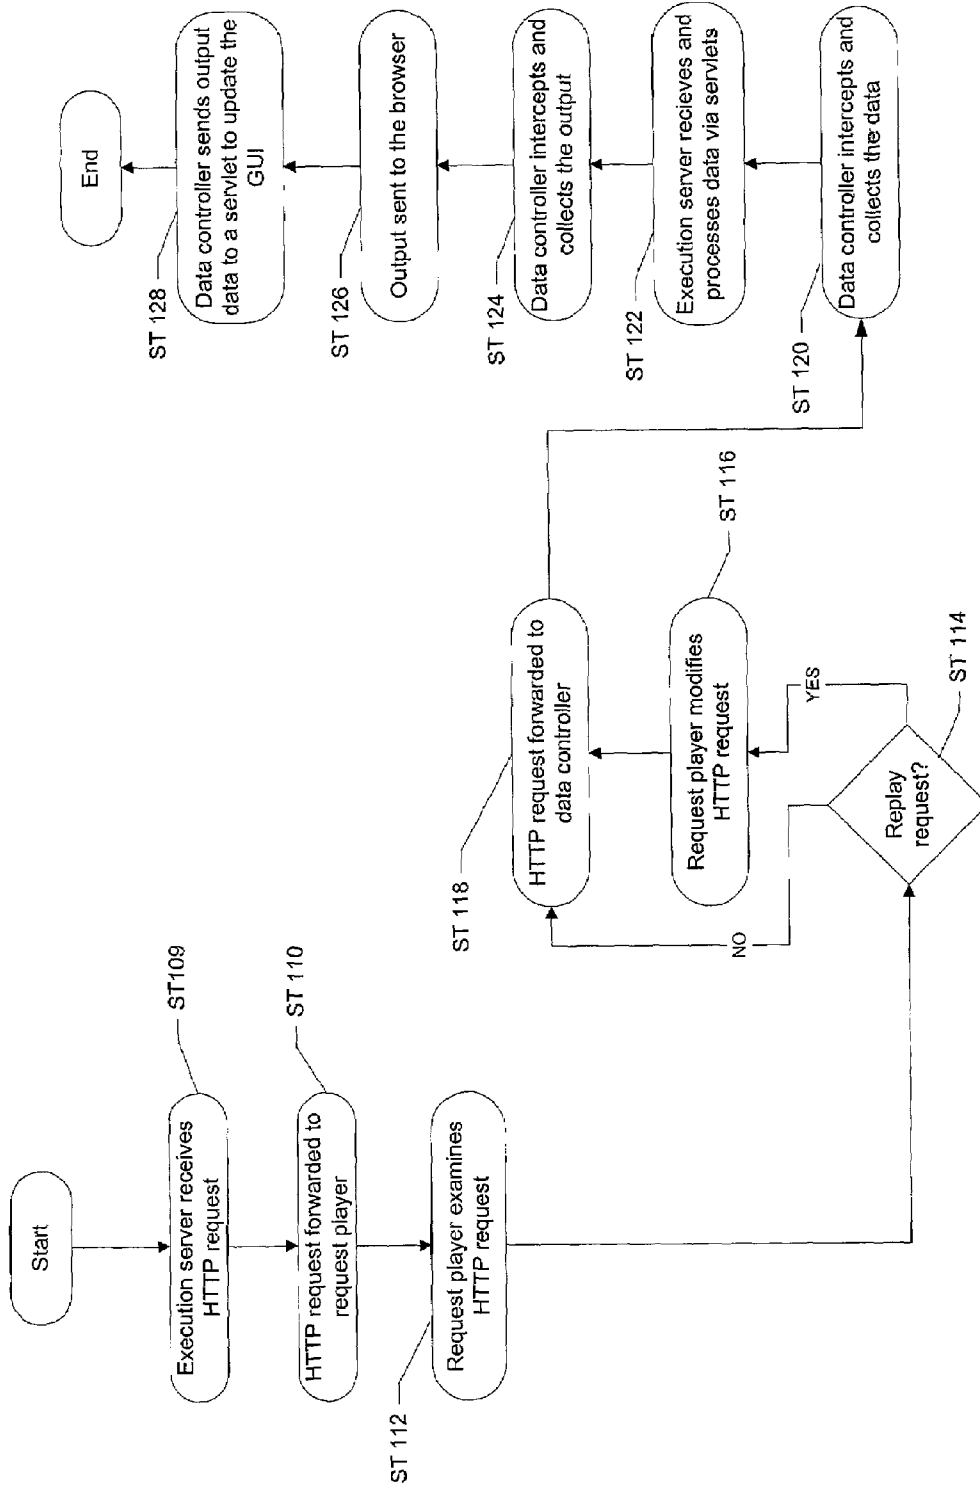 Start
Execution server receives
HTTP request
ST109
HTTP request forwarded to
request player
ST 110
Request player examines
HTTP request
ST 112
Replay
request?
ST 114
YES
NO
Request player modifies
HTTP request
ST 116
HTTP request forwarded to
data controller
ST 118
Data controller intercepts and
collects the data
ST 120
Execution server recieves and
processes data via servlets
ST 122
Data controller intercepts and
collects the output
ST 124
Output sent to the browser
ST 126
Data controller sends output
data to a servlet to update the
GUI
ST 128
End